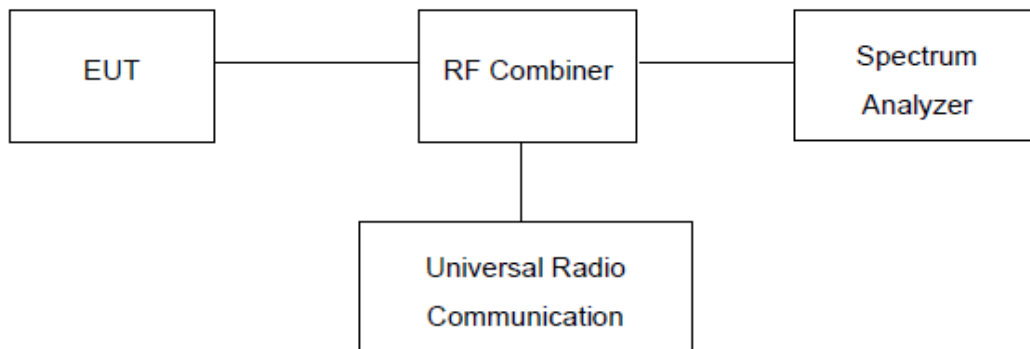 EUT
RF Combiner
Spectrum
Analyzer
Universal Radio
Communication